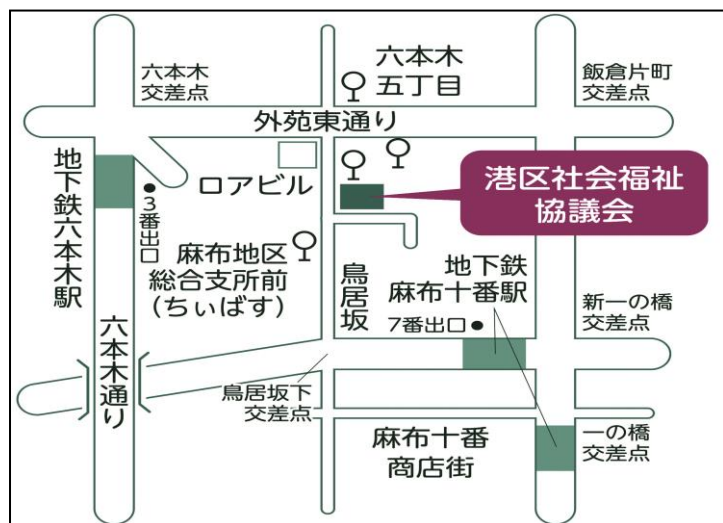 六本木
交差点
六本木
五丁目
飯倉片町
交差点
外苑東通り
地下鉄六本木駅
3番出口
ロアビル
港区社会福祉
協議会
麻布地区
総合支所前
(ちぃばす)
鳥居坂
地下鉄
麻布十番駅
7番出口
新一の橋
交差点
六本木通り
鳥居坂下
交差点
麻布十番
商店街
一の橋
交差点